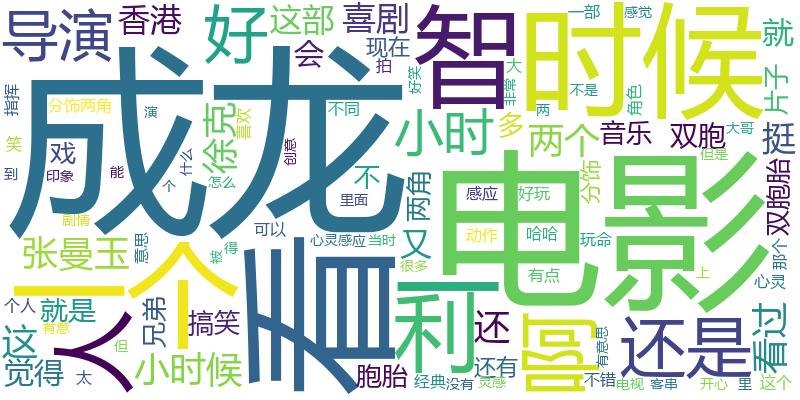 导演
香港
好
这部
喜剧
智
时候
一部
感觉
就
会
现在
拍
好笑
非常
大
不是
角色
片子
成龙
指挥
分饰两角
演
徐克
喜欢
创意
不同
小时
多
两
两个
音乐
双胞
大哥
挺
笑
戏
到
印象
能
个
什么
怎么
不
里面
两角
感应
好玩
分饰
但是
双胞胎
电影
剧情
张曼玉
意思
被
得
可以
心灵感应
当时
又
动作
哈哈
玩命
那个
很多
有点
上
心灵
一个
看
个人
就是
兄弟
搞笑
利
还
啊
还是
看过
有意
这
人
但
有意思
觉得
太
小时候
胞胎
还有
经典
没有
灵感
不错
电视
客串
开心
里
这个